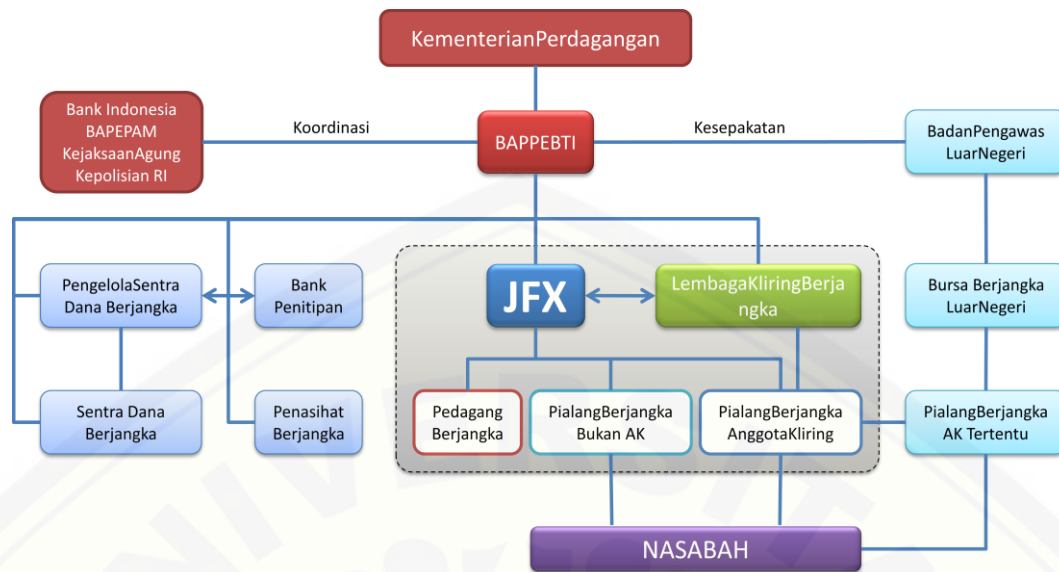 KementerianPerdagangan
Bank Indonesia
BAPEPAM
KejaksaanAgung
Kepolisian RI
Koordinasi
BAPPEBTI
Kesepakatan
BadanPengawas
LuarNegeri
PengelolaSentra
Dana Berjangka
Bank
Penitipan
JFX
LembagaKliringBerja
ngka
Bursa Berjangka
LuarNegeri
Sentra Dana
Berjangka
Penasihat
Berjangka
Pedagang
Berjangka
PialangBerjangka
Bukan AK
PialangBerjangka
AnggotaKliring
PialangBerjangka
AK Tertentu
NASABAH